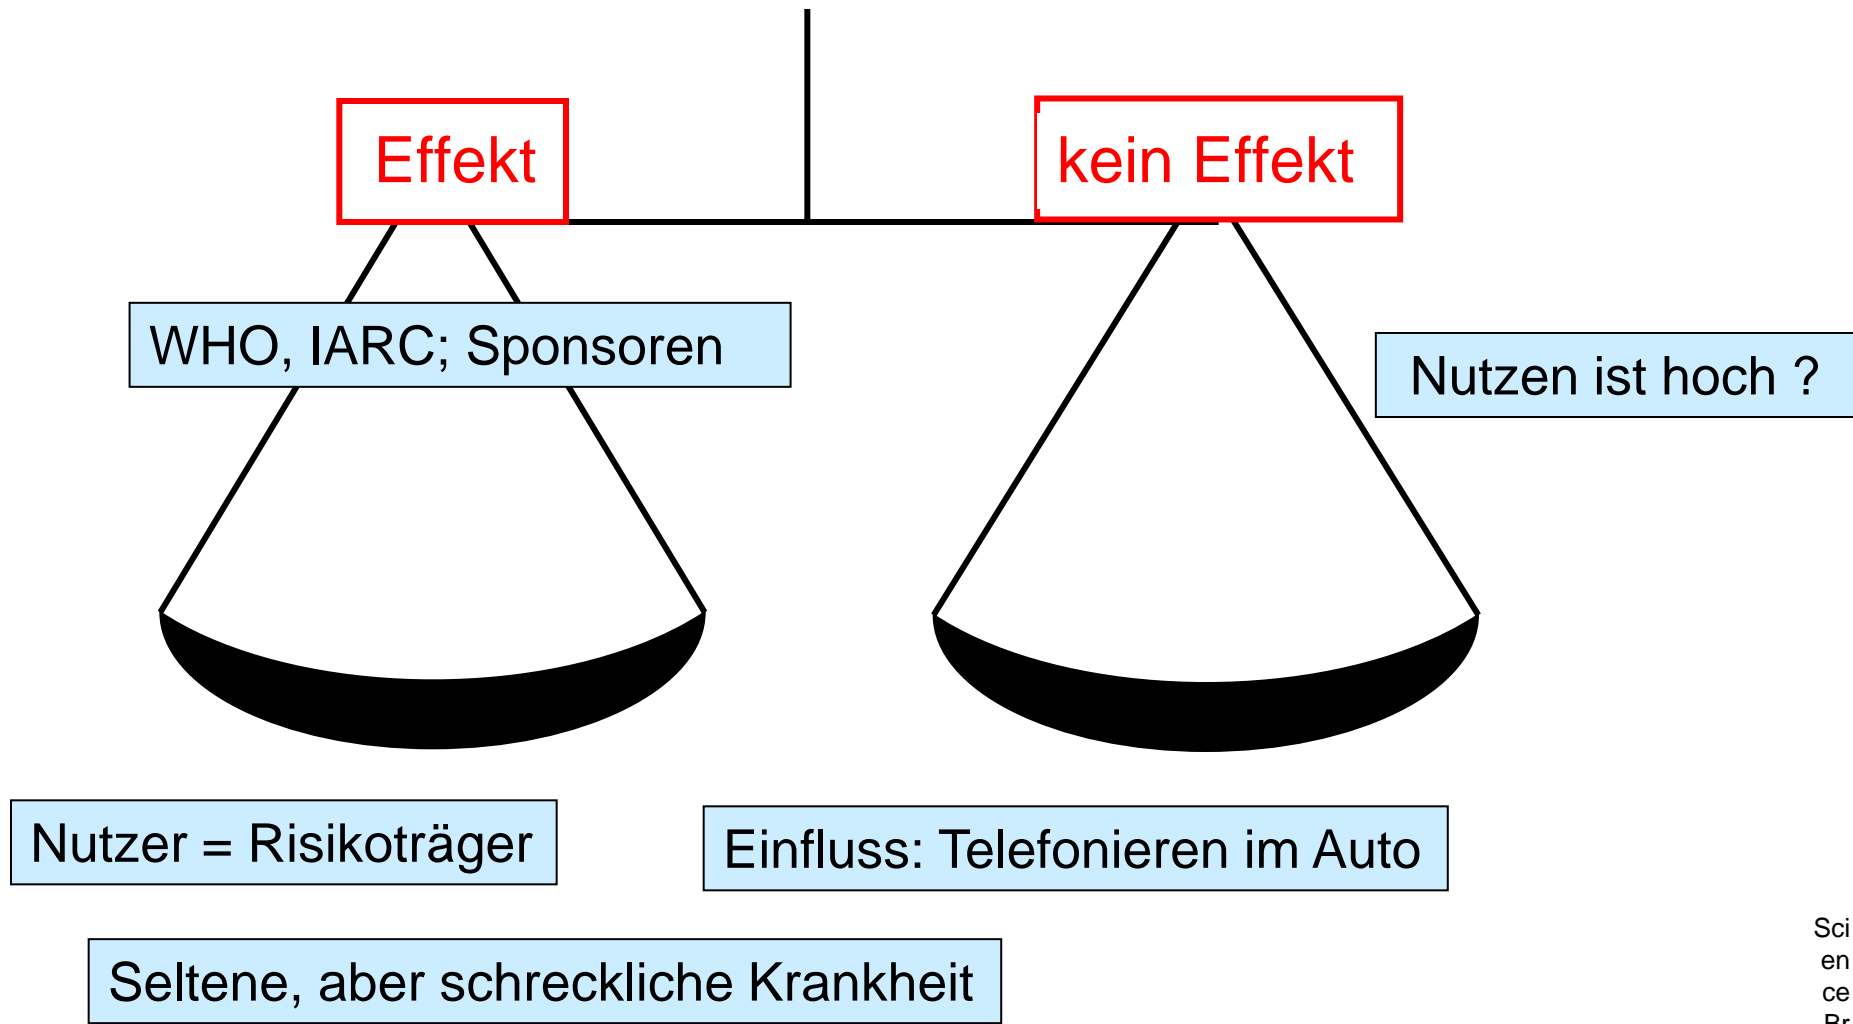 Effekt
kein Effekt
WHO, IARC; Sponsoren
Nutzen ist hoch ?
Nutzer = Risikoträger
Einfluss: Telefonieren im Auto
Seltene, aber schreckliche Krankheit
Sci
en
ce
Br